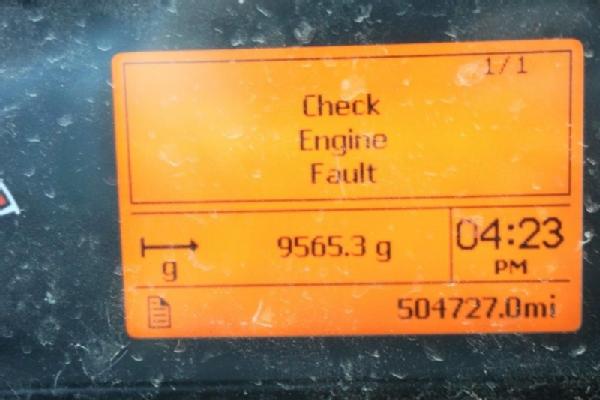 1/1
Check
Engine
Fault
9565.3 g
04:23
g
PM
504727.0mi